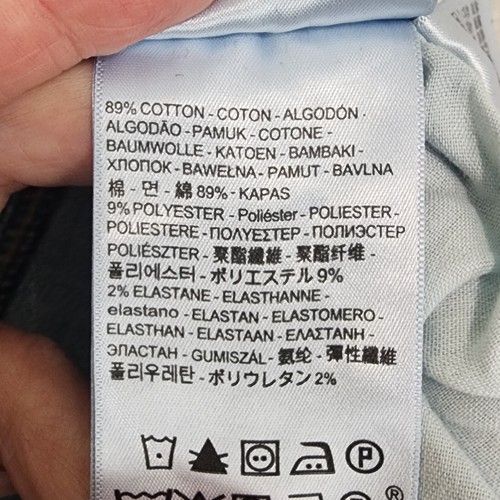 89% COTTON - COTON - ALGODÓN -
ALGODÃO - PAMUK - COTONE -
BAUMWOLLE - KATOEN - BAMBAKI -
ХЛОПОК - BAWEŁNA - PAMUT - BAVLNA
棉 - 면 - 綿 89% - KAPAS
9% POLYESTER - Poliéster - POLIESTER -
POLIESTERE - ΠΟΛΥΕΣΤΕΡ - ПОЛИЭСТЕР
POLIÉSZTER - 聚酯纖維 - 聚酯纤维 -
폴리에스터 - ポリエステル 9%
2% ELASTANE - ELASTHANNE -
elastano - ELASTAN - ELASTOMERO -
ELASTHAN - ELASTAAN - ΕΛΑΣΤΑΝΗ -
ЭЛАСТАН - GUMISZÁL - 氨纶 - 彈性纖維
폴리우레탄 - ポリウレタン 2%
P
®